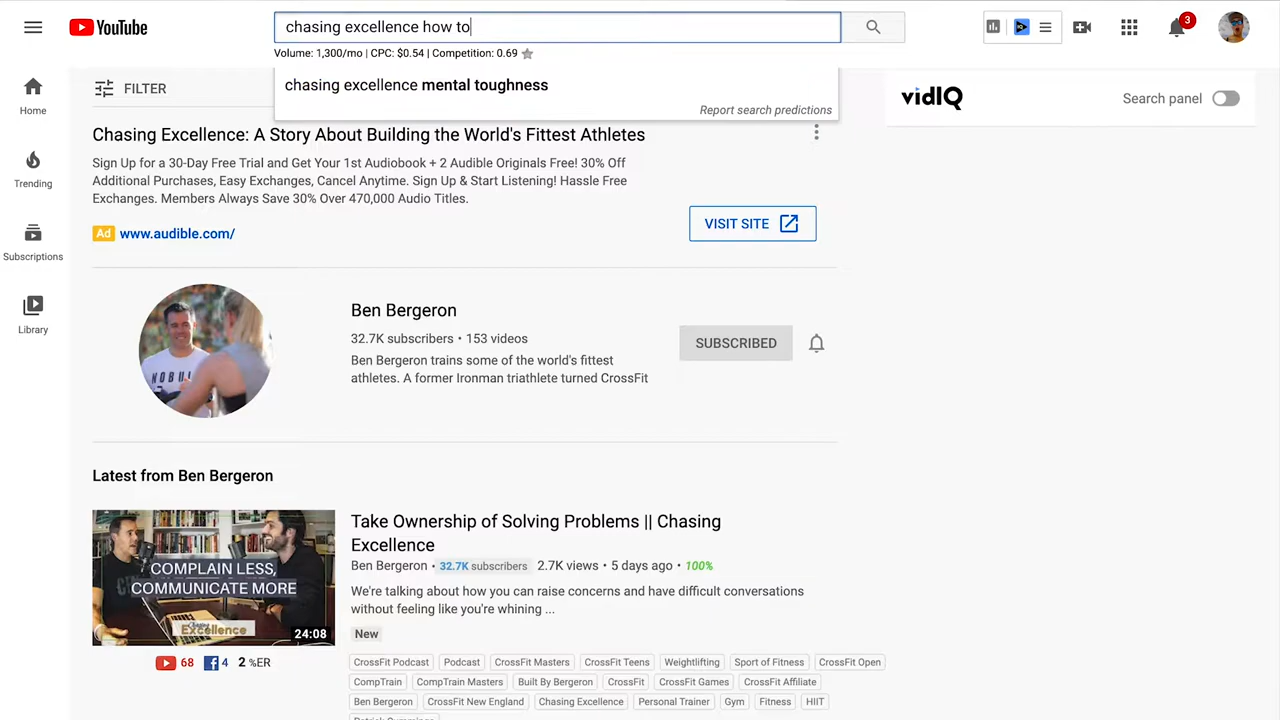 YouTube
chasing excellence how to
3
Volume: 1,300/mo | CPC: $0.54 | Competition: 0.69
chasing excellence mental toughness
Report search predictions
FILTER
vidIQ
Search panel
Home
Trending
Subscriptions
Library
Chasing Excellence: A Story About Building the World's Fittest Athletes
Sign Up for a 30-Day Free Trial and Get Your 1st Audiobook + 2 Audible Originals Free! 30% Off
Additional Purchases, Easy Exchanges, Cancel Anytime. Sign Up & Start Listening! Hassle Free
Exchanges. Members Always Save 30% Over 470,000 Audio Titles.
VISIT SITE
Ad www.audible.com/
NOBUL
Ben Bergeron
32.7K subscribers • 153 videos
Ben Bergeron trains some of the world's fittest
athletes. A former Ironman triathlete turned CrossFit
SUBSCRIBED
Latest from Ben Bergeron
COMPLAIN LESS,
COMMUNICATE MORE
Chasing
Excellence
24:08
68 4 2 %ER
Take Ownership of Solving Problems || Chasing
Excellence
Ben Bergeron • 32.7K subscribers 2.7K views • 5 days ago • 100%
We're talking about how you can raise concerns and have difficult conversations
without feeling like you're whining ...
New
CrossFit Podcast Podcast CrossFit Masters CrossFit Teens Weightlifting Sport of Fitness CrossFit Open
CompTrain CompTrain Masters Built By Bergeron CrossFit CrossFit Games CrossFit Affiliate
Ben Bergeron CrossFit New England Chasing Excellence Personal Trainer Gym Fitness HIIT